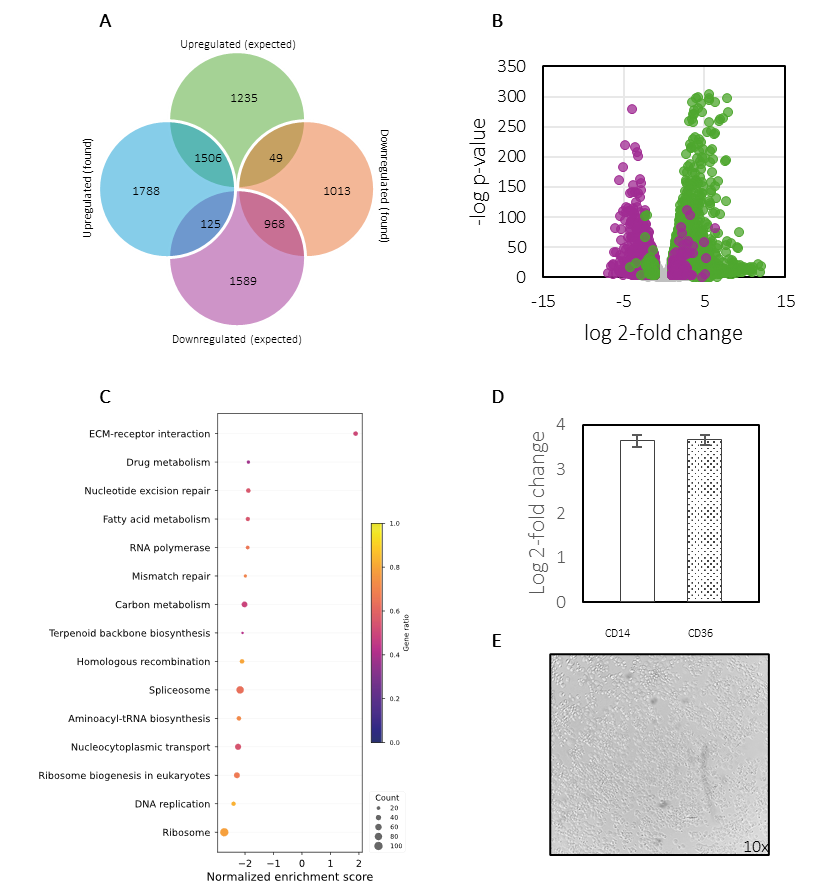 A
Upregulated (expected)
1235
Upregulated (found)
Downregulated (found)
1506
49
1788
1013
125
968
1589
Downregulated (expected)
B
350
300
250
200
150
100
50
0
-log p-value
-15
-5
5
15
log 2-fold change
C
ECM-receptor interaction
Drug metabolism
Nucleotide excision repair
Fatty acid metabolism
RNA polymerase
Mismatch repair
Carbon metabolism
Terpenoid backbone biosynthesis
Homologous recombination
Spliceosome
Aminoacyl-tRNA biosynthesis
Nucleocytoplasmic transport
Ribosome biogenesis in eukaryotes
DNA replication
Ribosome
−2
−1
0
1
2
Normalized enrichment score
1.0
0.8
0.6
0.4
0.2
0.0
Gene ratio
Count
20
40
60
80
100
D
4
3
2
1
0
Log 2-fold change
CD14
CD36
E
10x